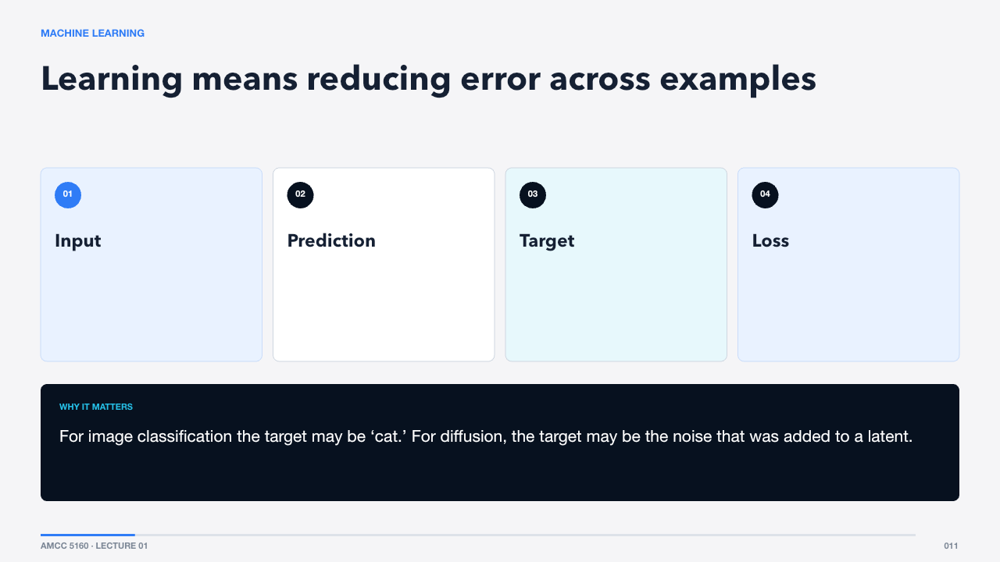 MACHINE LEARNING
Learning means reducing error across examples
01
Input
02
Prediction
03
Target
04
Loss
WHY IT MATTERS
For image classification the target may be ‘cat.’ For diffusion, the target may be the noise that was added to a latent.
AMCC 5160 · LECTURE 01
011